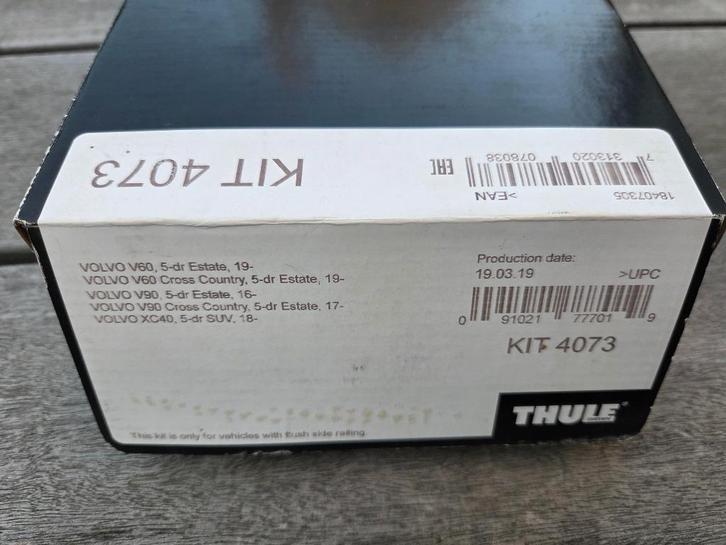 KIT 4073
EAC
7 313020 078038
>EAN
18407305
VOLVO V60, 5-dr Estate, 19-
VOLVO V60 Cross Country, 5-dr Estate, 19-
VOLVO V90, 5-dr Estate, 16-
VOLVO V90 Cross Country, 5-dr Estate, 17-
VOLVO XC40, 5-dr SUV, 18-
Production date:
19.03.19
>UPC
0 91021 77701 9
KIT 4073
This kit is only for vehicles with flush side railing.
THULE